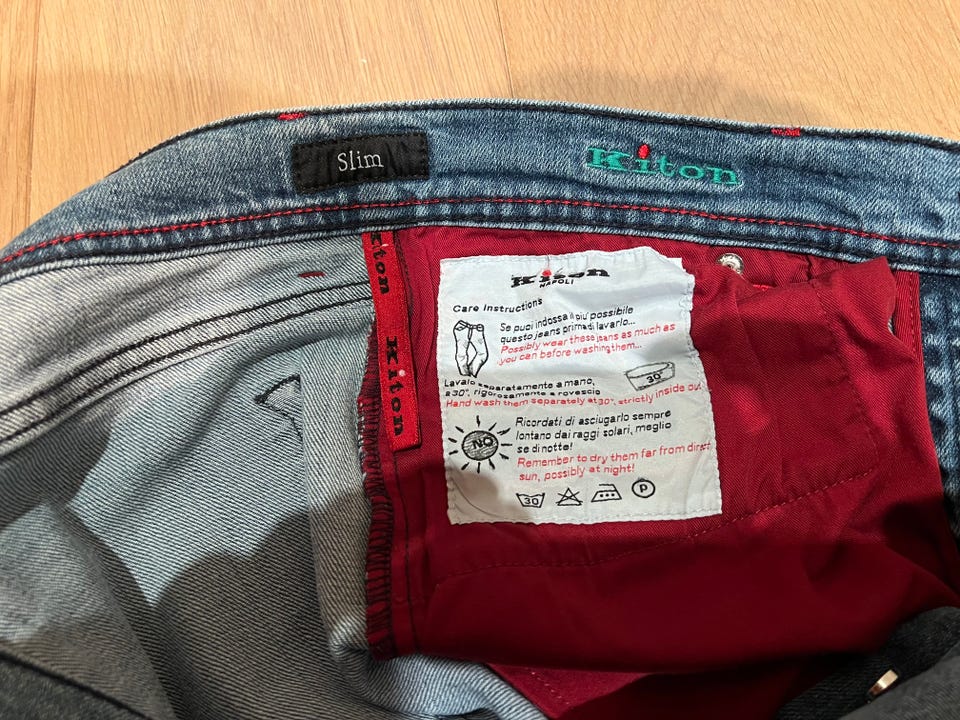 Slim
Kiton
Kiton
Kiton
Kiton
NAPOLI
Care Instructions
Se puoi indossa il piu' possibile
questo jeans prima di lavarlo...
Possibly wear these jeans as much as
you can before washing them...
Lavalo separatamente a mano,
a 30°, rigorosamente a rovescio
30°
Hand wash them separately at 30°, strictly inside out
NO
Ricordati di asciugarlo sempre
lontano dai raggi solari, meglio
se di notte!
Remember to dry them far from direct
sun, possibly at night!
30
P